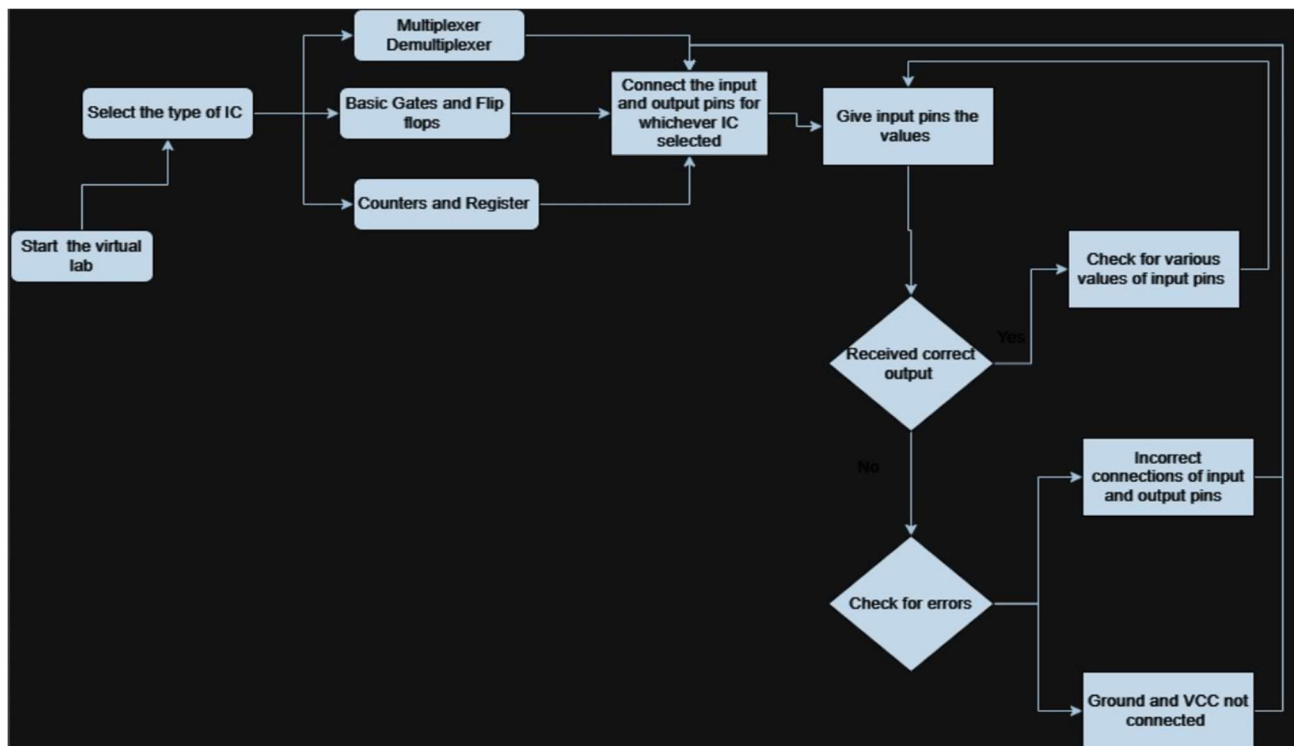 Multiplexer
Demultiplexer
Select the type of IC
Basic Gates and Flip
flops
Connect the input
and output pins for
whichever IC
selected
Give input pins the
values
Counters and Register
Start the virtual
lab
Check for various
values of input pins
Yes
Received correct
output
No
Incorrect
connections of input
and output pins
Check for errors
Ground and VCC not
connected